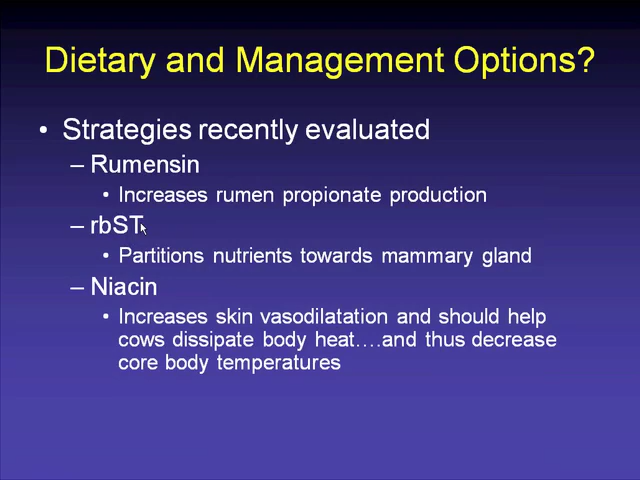 Dietary and Management Options?
• Strategies recently evaluated
– Rumensin
• Increases rumen propionate production
– rbST
• Partitions nutrients towards mammary gland
– Niacin
• Increases skin vasodilatation and should help
cows dissipate body heat....and thus decrease
core body temperatures